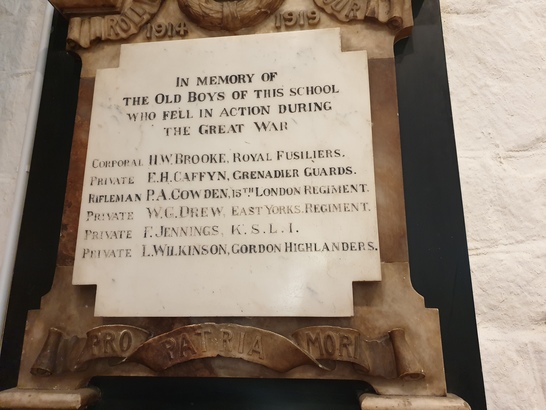 1914 1919
IN MEMORY OF
THE OLD BOYS OF THIS SCHOOL
WHO FELL IN ACTION DURING
THE GREAT WAR
CORPORAL H.W. BROOKE, ROYAL FUSILIERS.
PRIVATE E.H. CAFFYN, GRENADIER GUARDS.
RIFLEMAN P.A. COWDEN, 15TH LONDON REGIMENT.
PRIVATE W.G. DREW, EAST YORKS. REGIMENT.
PRIVATE F. JENNINGS, K.S.L.I.
PRIVATE L. WILKINSON, GORDON HIGHLANDERS.
PRO PATRIA MORI